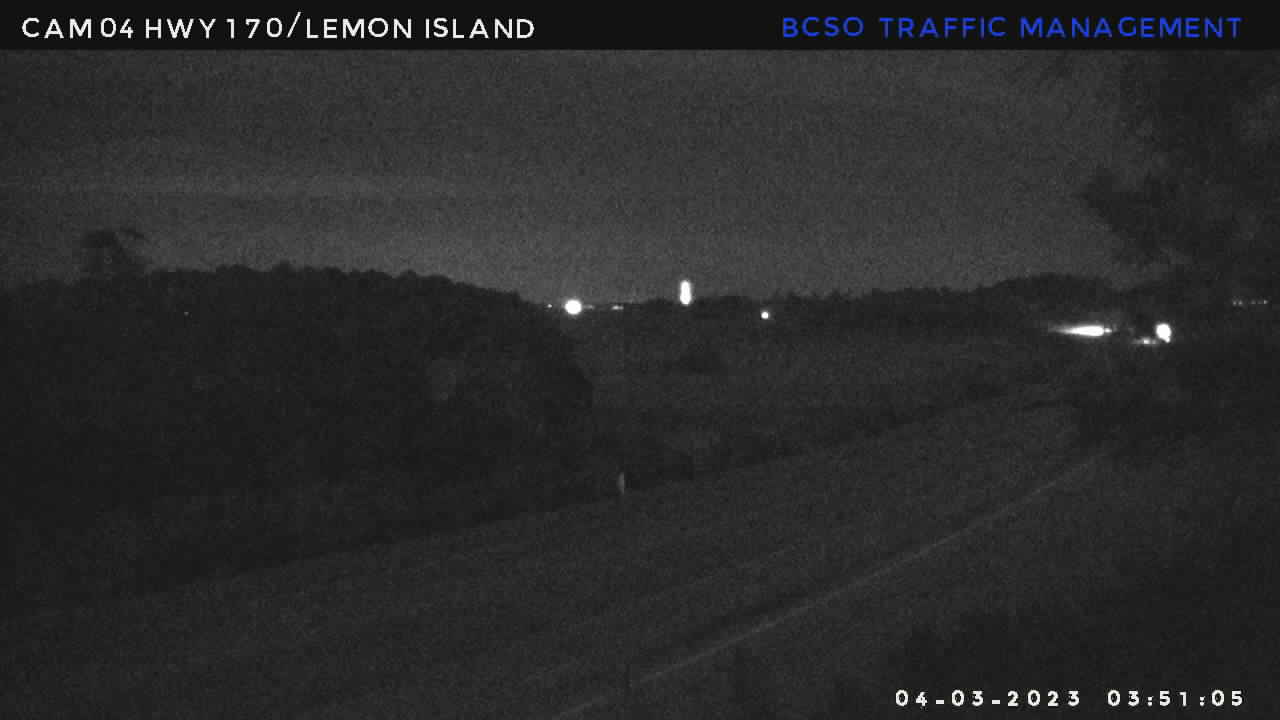 CAM 04 HWY 170/LEMON ISLAND
BCSO TRAFFIC MANAGEMENT
04-03-2023 03:51:05